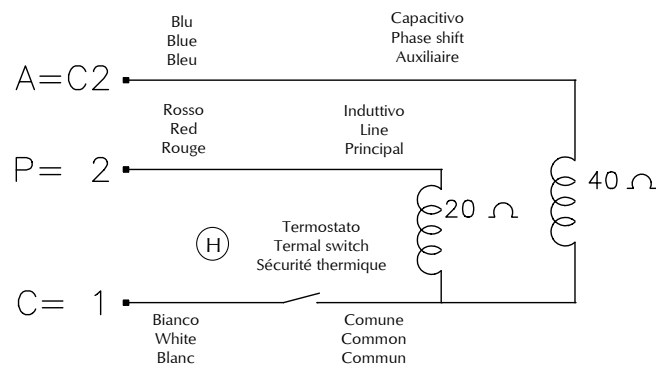 Blu
Blue
Bleu
Capacitivo
Phase shift
Auxiliaire
A=C2
Rosso
Red
Rouge
Induttivo
Line
Principal
P= 2
20 Ω
40 Ω
H
Termostato
Termal switch
Sécurité thermique
C= 1
Bianco
White
Blanc
Comune
Common
Commun